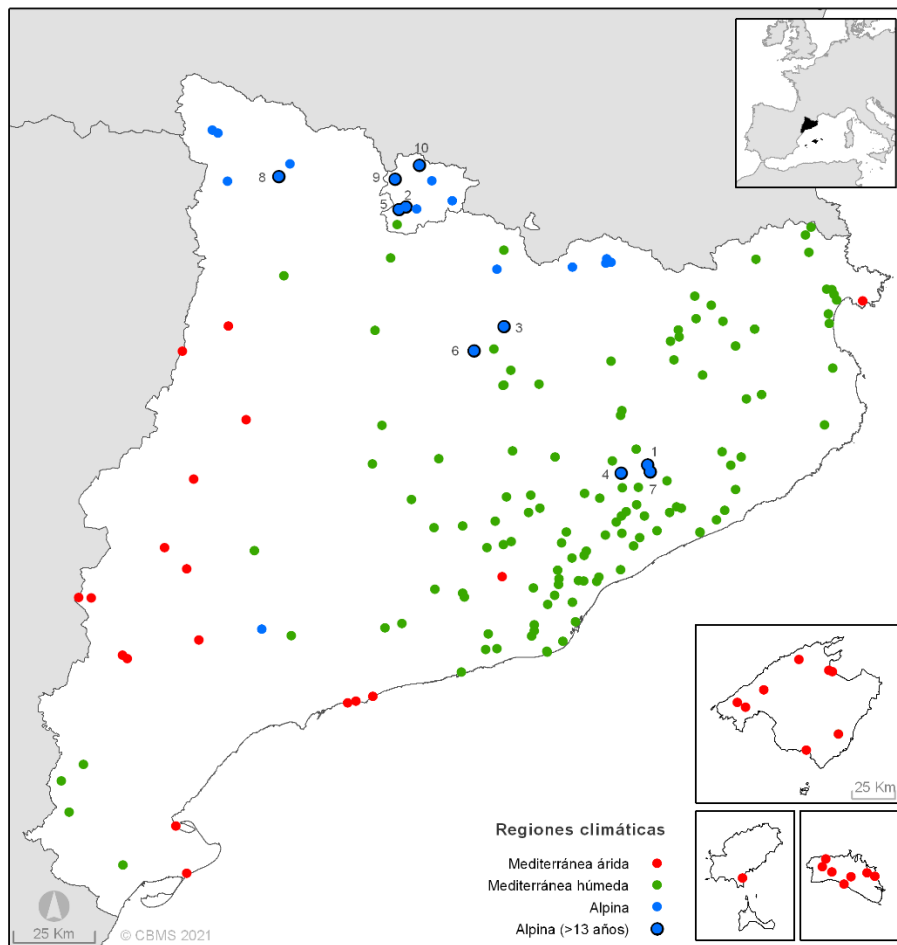 10
9
8
2
5
3
6
1
4
7
25 Km
Regiones climáticas
Mediterránea árida
Mediterránea húmeda
Alpina
Alpina (>13 años)
25 Km
© CBMS 2021